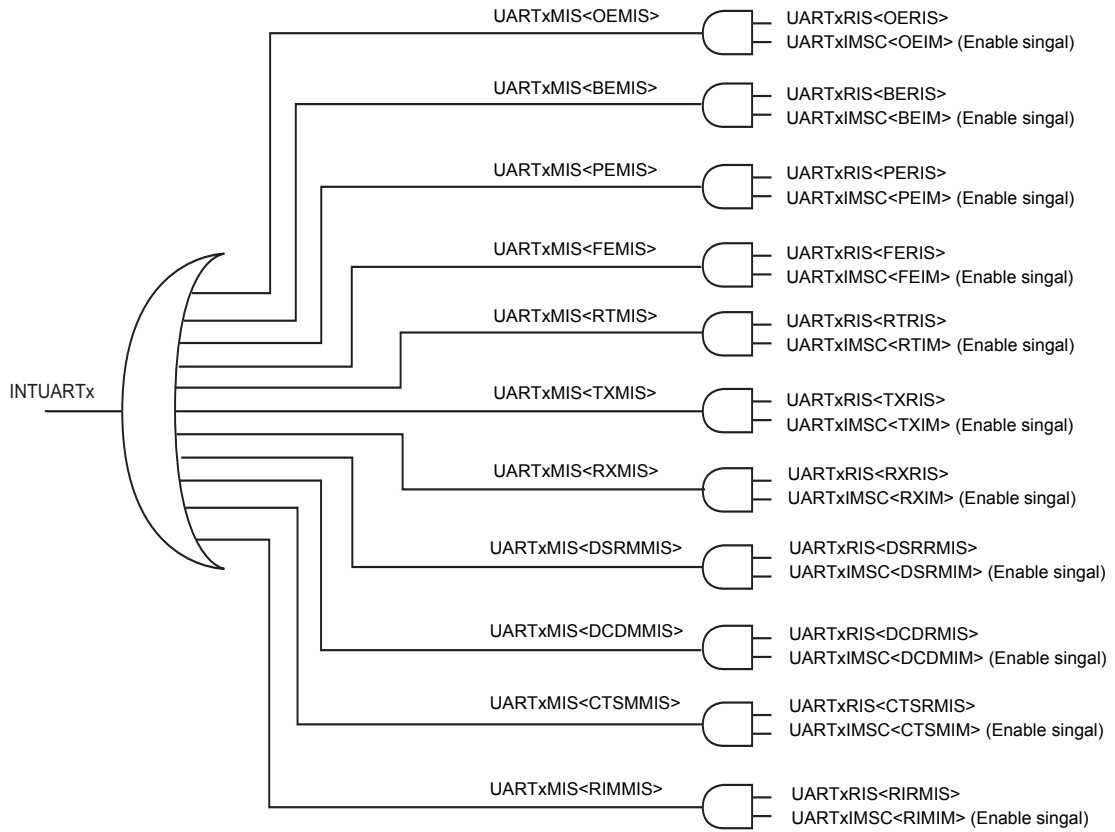 UARTxMIS<OEMIS>
UARTxRIS<OERIS>
UARTxIMSC<OEIM> (Enable singal)
UARTxMIS<BEMIS>
UARTxRIS<BERIS>
UARTxIMSC<BEIM> (Enable singal)
UARTxMIS<PEMIS>
UARTxRIS<PERIS>
UARTxIMSC<PEIM> (Enable singal)
UARTxMIS<FEMIS>
UARTxRIS<FERIS>
UARTxIMSC<FEIM> (Enable singal)
UARTxMIS<RTMIS>
UARTxRIS<RTRIS>
UARTxIMSC<RTIM> (Enable singal)
INTUARTx
UARTxMIS<TXMIS>
UARTxRIS<TXRIS>
UARTxIMSC<TXIM> (Enable singal)
UARTxMIS<RXMIS>
UARTxRIS<RXRIS>
UARTxIMSC<RXIM> (Enable singal)
UARTxMIS<DSRMMIS>
UARTxRIS<DSRRMIS>
UARTxIMSC<DSRMIM> (Enable singal)
UARTxMIS<DCDMMIS>
UARTxRIS<DCDRMIS>
UARTxIMSC<DCDMIM> (Enable singal)
UARTxMIS<CTSMMIS>
UARTxRIS<CTSRMIS>
UARTxIMSC<CTSMIM> (Enable singal)
UARTxMIS<RIMMIS>
UARTxRIS<RIRMIS>
UARTxIMSC<RIMIM> (Enable singal)